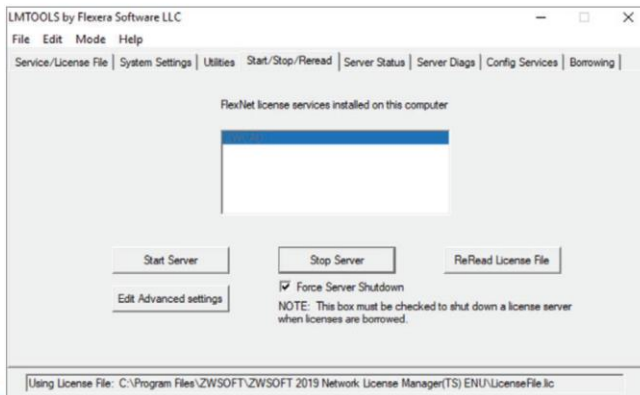 LMTOOLS by Flexera Software LLC
File Edit Mode Help
Service/License File System Settings Utilities Start/Stop/Reread Server Status Server Diags Config Services Borrowing
FlexNet license services installed on this computer
Start Server Stop Server ReRead License File
Force Server Shutdown
Edit Advanced settings
NOTE: This box must be checked to shut down a license server
when licenses are borrowed.
Using License File: C:\Program Files\ZWSOFT\ZWSOFT 2019 Network License Manager(TS) ENU\LicenseFile.lic